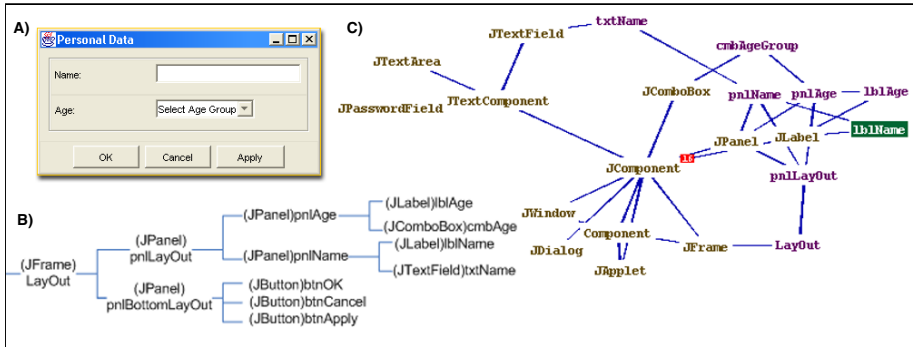 A)
Personal Data
Name:
Age:
Select Age Group
OK
Cancel
Apply
B)
(JFrame)
LayOut
(JPanel)
pnlLayOut
(JPanel)
pnlBottomLayOut
(JPanel)pnlAge
(JPanel)pnlName
(JLabel)lblAge
(JComboBox)cmbAge
(JLabel)lblName
(JTextField)txtName
(JButton)btnOK
(JButton)btnCancel
(JButton)btnApply
C)
txtName
JTextField
cmbAgeGroup
JTextArea
JPasswordField
JTextComponent
JComboBox
pnlName
pnlAge
lblAge
lblName
JPanel
JLabel
JComponent
pnlLayOut
JWindow
Component
JDialog
JApplet
JFrame
LayOut